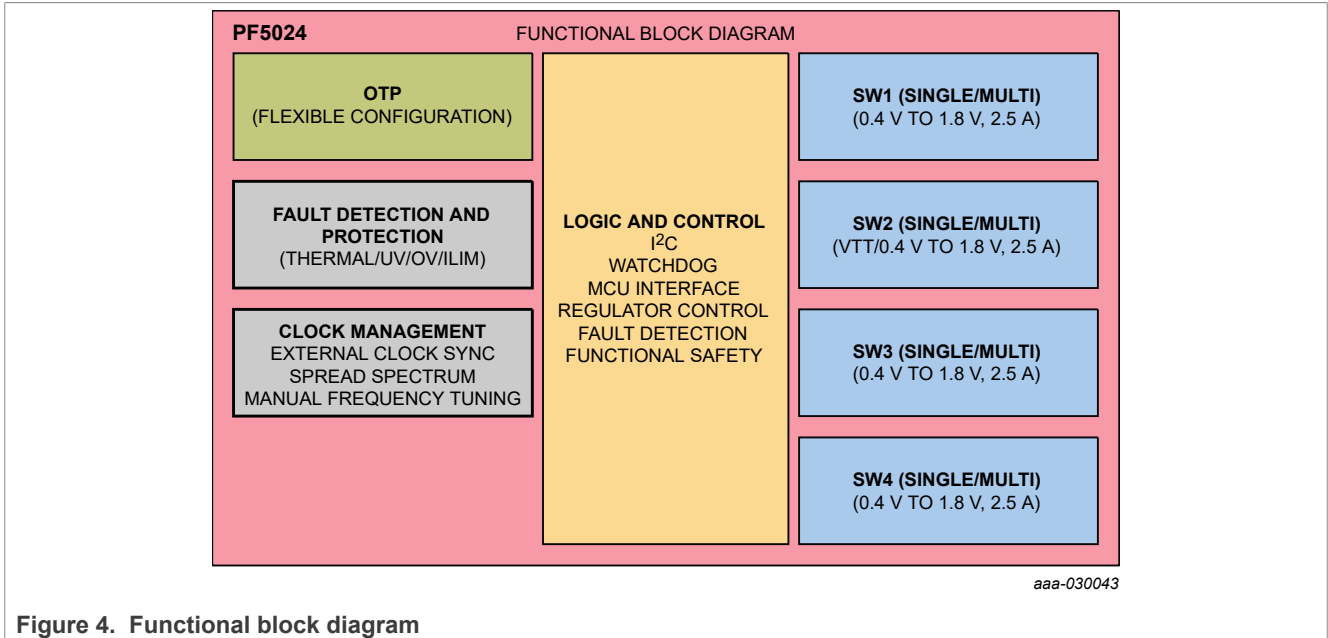 PF5024
FUNCTIONAL BLOCK DIAGRAM
OTP
(FLEXIBLE CONFIGURATION)
FAULT DETECTION AND
PROTECTION
(THERMAL/UV/OV/ILIM)
CLOCK MANAGEMENT
EXTERNAL CLOCK SYNC
SPREAD SPECTRUM
MANUAL FREQUENCY TUNING
LOGIC AND CONTROL
I2C
WATCHDOG
MCU INTERFACE
REGULATOR CONTROL
FAULT DETECTION
FUNCTIONAL SAFETY
SW1 (SINGLE/MULTI)
(0.4 V TO 1.8 V, 2.5 A)
SW2 (SINGLE/MULTI)
(VTT/0.4 V TO 1.8 V, 2.5 A)
SW3 (SINGLE/MULTI)
(0.4 V TO 1.8 V, 2.5 A)
SW4 (SINGLE/MULTI)
(0.4 V TO 1.8 V, 2.5 A)
aaa-030043
Figure 4. Functional block diagram